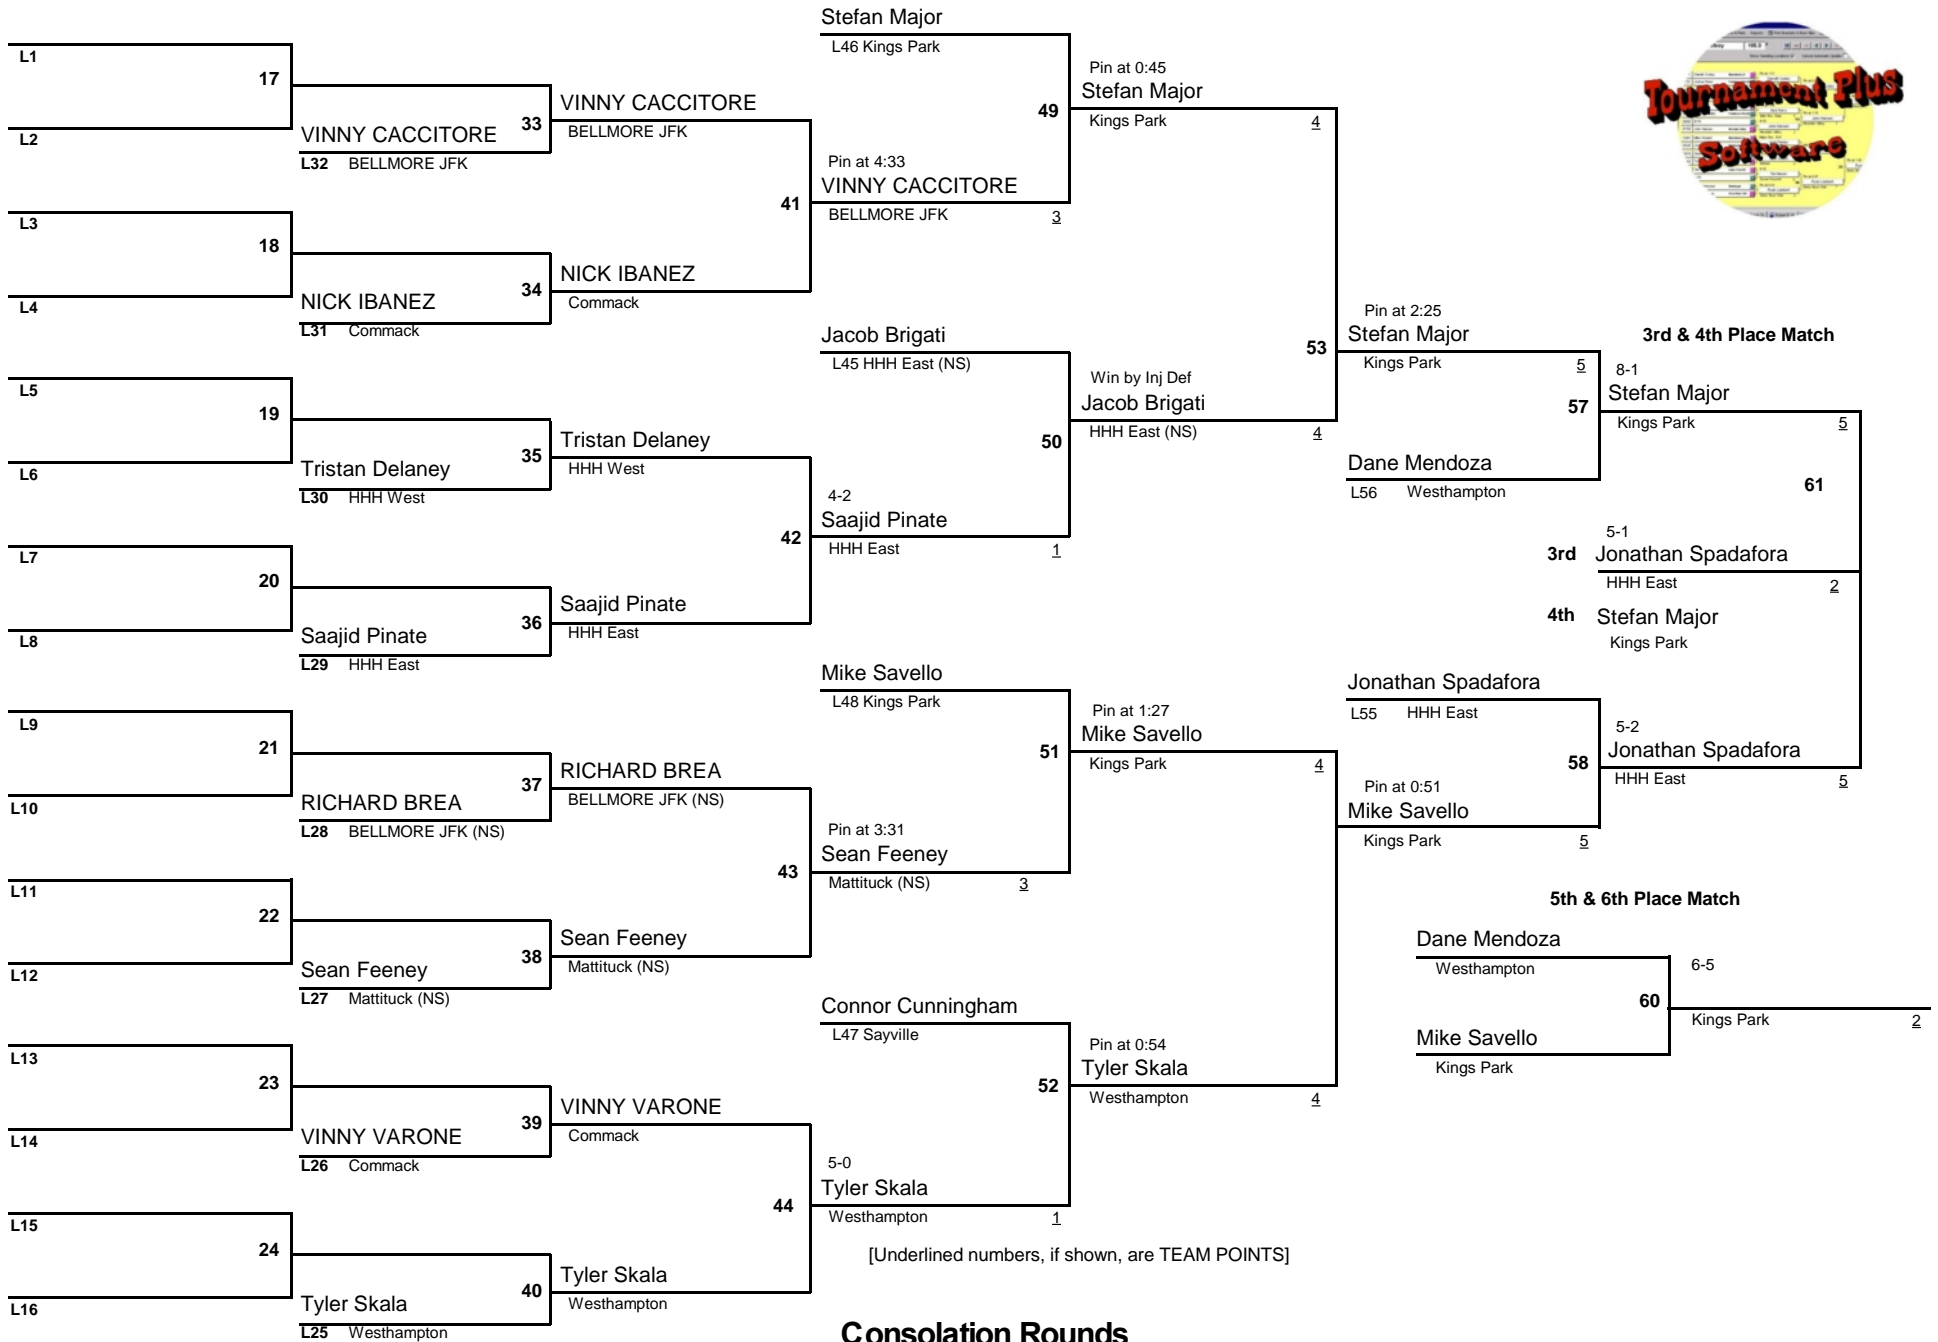 L1
17
L2
VINNY CACCITORE
L32 BELLMORE JFK
33
VINNY CACCITORE
BELLMORE JFK
L3
18
L4
NICK IBANEZ
L31 Commack
34
NICK IBANEZ
Commack
41
Pin at 4:33
VINNY CACCITORE
BELLMORE JFK 3
Stefan Major
L46 Kings Park
49
Pin at 0:45
Stefan Major
Kings Park 4
L5
19
L6
Tristan Delaney
L30 HHH West
35
Tristan Delaney
HHH West
L7
20
L8
Saajid Pinate
L29 HHH East
36
Saajid Pinate
HHH East
42
4-2
Saajid Pinate
HHH East 1
Jacob Brigati
L45 HHH East (NS)
50
Win by Inj Def
Jacob Brigati
HHH East (NS) 4
53
Pin at 2:25
Stefan Major
Kings Park 5
Dane Mendoza
L56 Westhampton
57
L9
21
L10
RICHARD BREA
L28 BELLMORE JFK (NS)
37
RICHARD BREA
BELLMORE JFK (NS)
L11
22
L12
Sean Feeney
L27 Mattituck (NS)
38
Sean Feeney
Mattituck (NS)
43
Pin at 3:31
Sean Feeney
Mattituck (NS) 3
Mike Savello
L48 Kings Park
51
Pin at 1:27
Mike Savello
Kings Park 4
L13
23
L14
VINNY VARONE
L26 Commack
39
VINNY VARONE
Commack
L15
24
L16
Tyler Skala
L25 Westhampton
40
Tyler Skala
Westhampton
44
5-0
Tyler Skala
Westhampton 1
Connor Cunningham
L47 Sayville
52
Pin at 0:54
Tyler Skala
Westhampton 4
Jonathan Spadafora
L55 HHH East
58
Pin at 0:51
Mike Savello
Kings Park 5
Tournament Plus
Software
3rd & 4th Place Match
8-1
Stefan Major
Kings Park 5
61
5-1
3rd Jonathan Spadafora
HHH East 2
4th Stefan Major
Kings Park
5-2
Jonathan Spadafora
HHH East 5
5th & 6th Place Match
Dane Mendoza
Westhampton
60
6-5
Kings Park 2
Mike Savello
Kings Park
[Underlined numbers, if shown, are TEAM POINTS]
Consolation Rounds